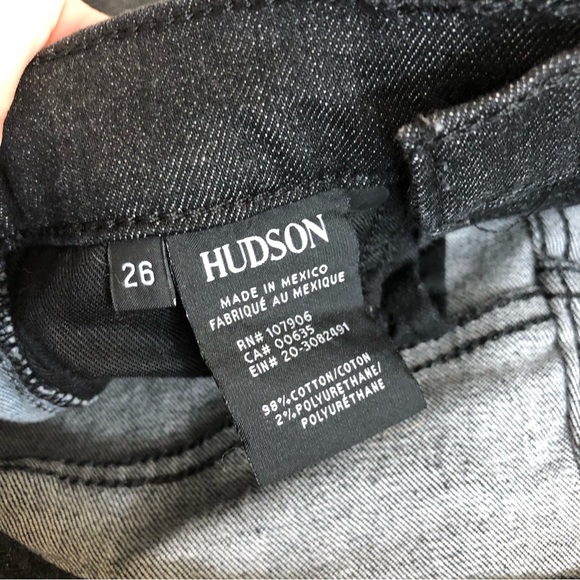 26
HUDSON
MADE IN MEXICO
FABRIQUÉ AU MEXIQUE
RN# 107906
CA# 00635
EIN# 20-3082491
98% COTTON/COTON
2% POLYURETHANE/
POLYURÉTHANE